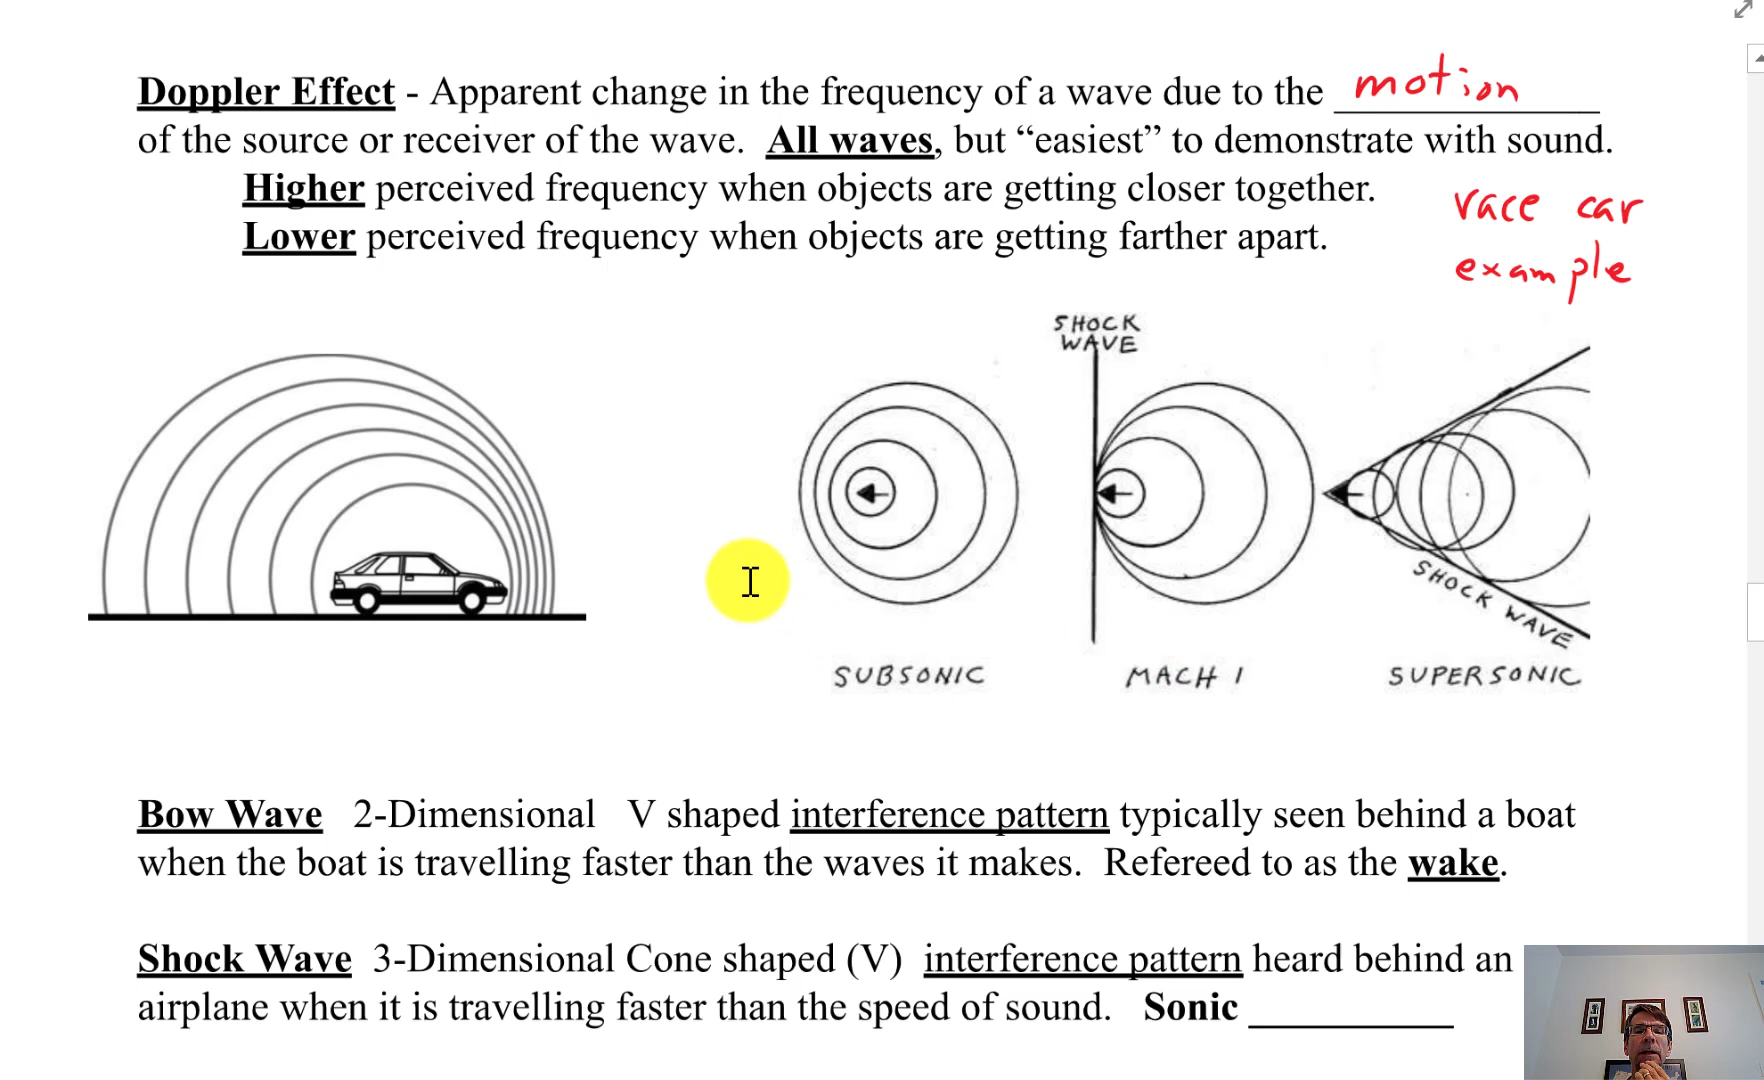 Doppler Effect - Apparent change in the frequency of a wave due to the motion
of the source or receiver of the wave. All waves, but “easiest” to demonstrate with sound.
Higher perceived frequency when objects are getting closer together.
Lower perceived frequency when objects are getting farther apart.
race car
example
SHOCK
WAVE
SHOCK WAVE
SUBSONIC
MACH 1
SUPERSONIC
Bow Wave 2-Dimensional V shaped interference pattern typically seen behind a boat
when the boat is travelling faster than the waves it makes. Refereed to as the wake.
Shock Wave 3-Dimensional Cone shaped (V) interference pattern heard behind an
airplane when it is travelling faster than the speed of sound. Sonic __________